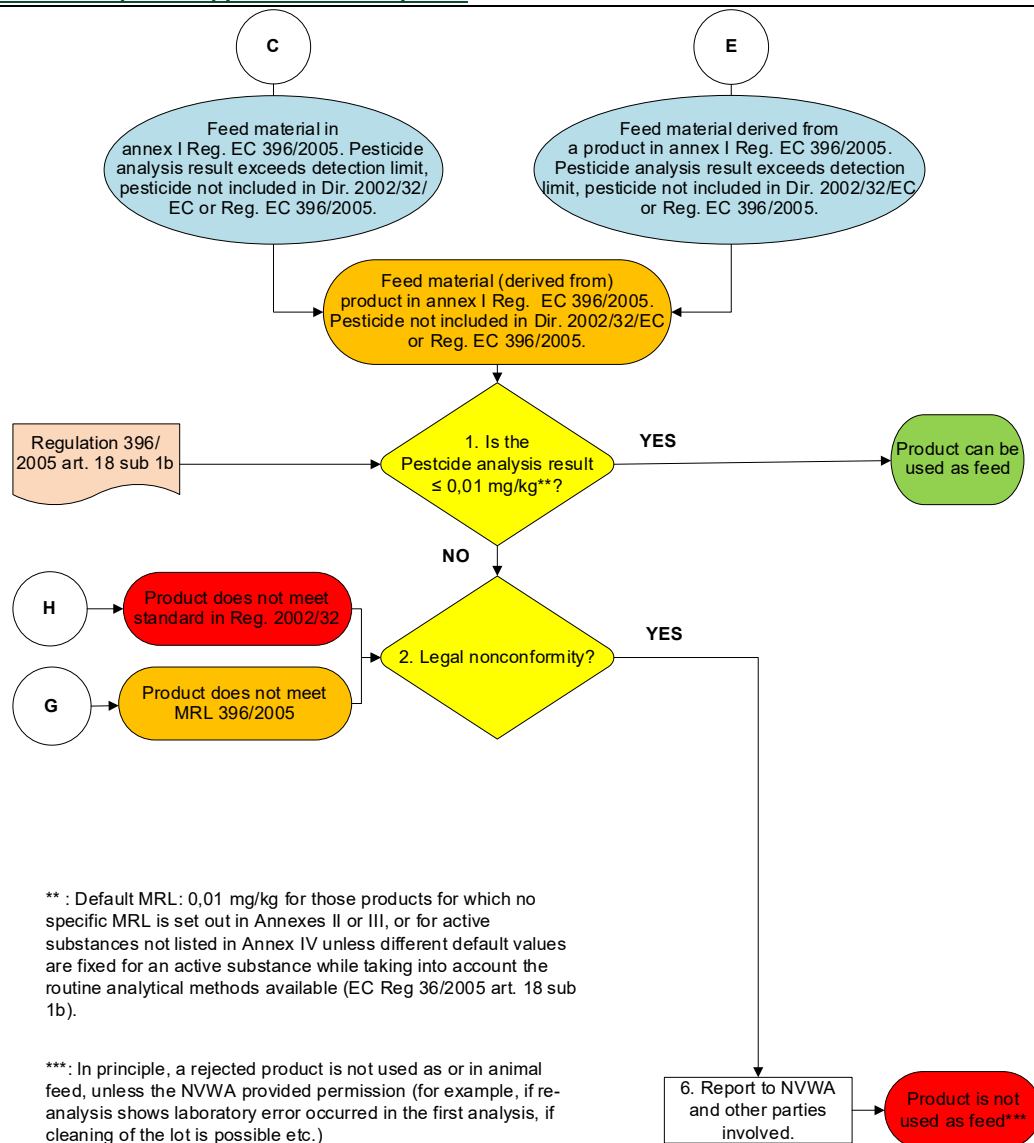 C
E
Feed material in
annex I Reg. EC 396/2005. Pesticide
analysis result exceeds detection limit,
pesticide not included in Dir. 2002/32/
EC or Reg. EC 396/2005.
Feed material derived from
a product in annex I Reg. EC 396/2005.
Pesticide analysis result exceeds detection
limit, pesticide not included in Dir. 2002/32/EC
or Reg. EC 396/2005.
Feed material (derived from)
product in annex I Reg. EC 396/2005.
Pesticide not included in Dir. 2002/32/EC
or Reg. EC 396/2005.
Regulation 396/
2005 art. 18 sub 1b
1. Is the
Pestcide analysis result
≤ 0,01 mg/kg**?
YES
Product can be
used as feed
NO
H
Product does not meet
standard in Reg. 2002/32
G
Product does not meet
MRL 396/2005
2. Legal nonconformity?
YES
** : Default MRL: 0,01 mg/kg for those products for which no
specific MRL is set out in Annexes II or III, or for active
substances not listed in Annex IV unless different default values
are fixed for an active substance while taking into account the
routine analytical methods available (EC Reg 36/2005 art. 18 sub
1b).
***: In principle, a rejected product is not used as or in animal
feed, unless the NVWA provided permission (for example, if re-
analysis shows laboratory error occurred in the first analysis, if
cleaning of the lot is possible etc.)
6. Report to NVWA
and other parties
involved.
Product is not
used as feed***